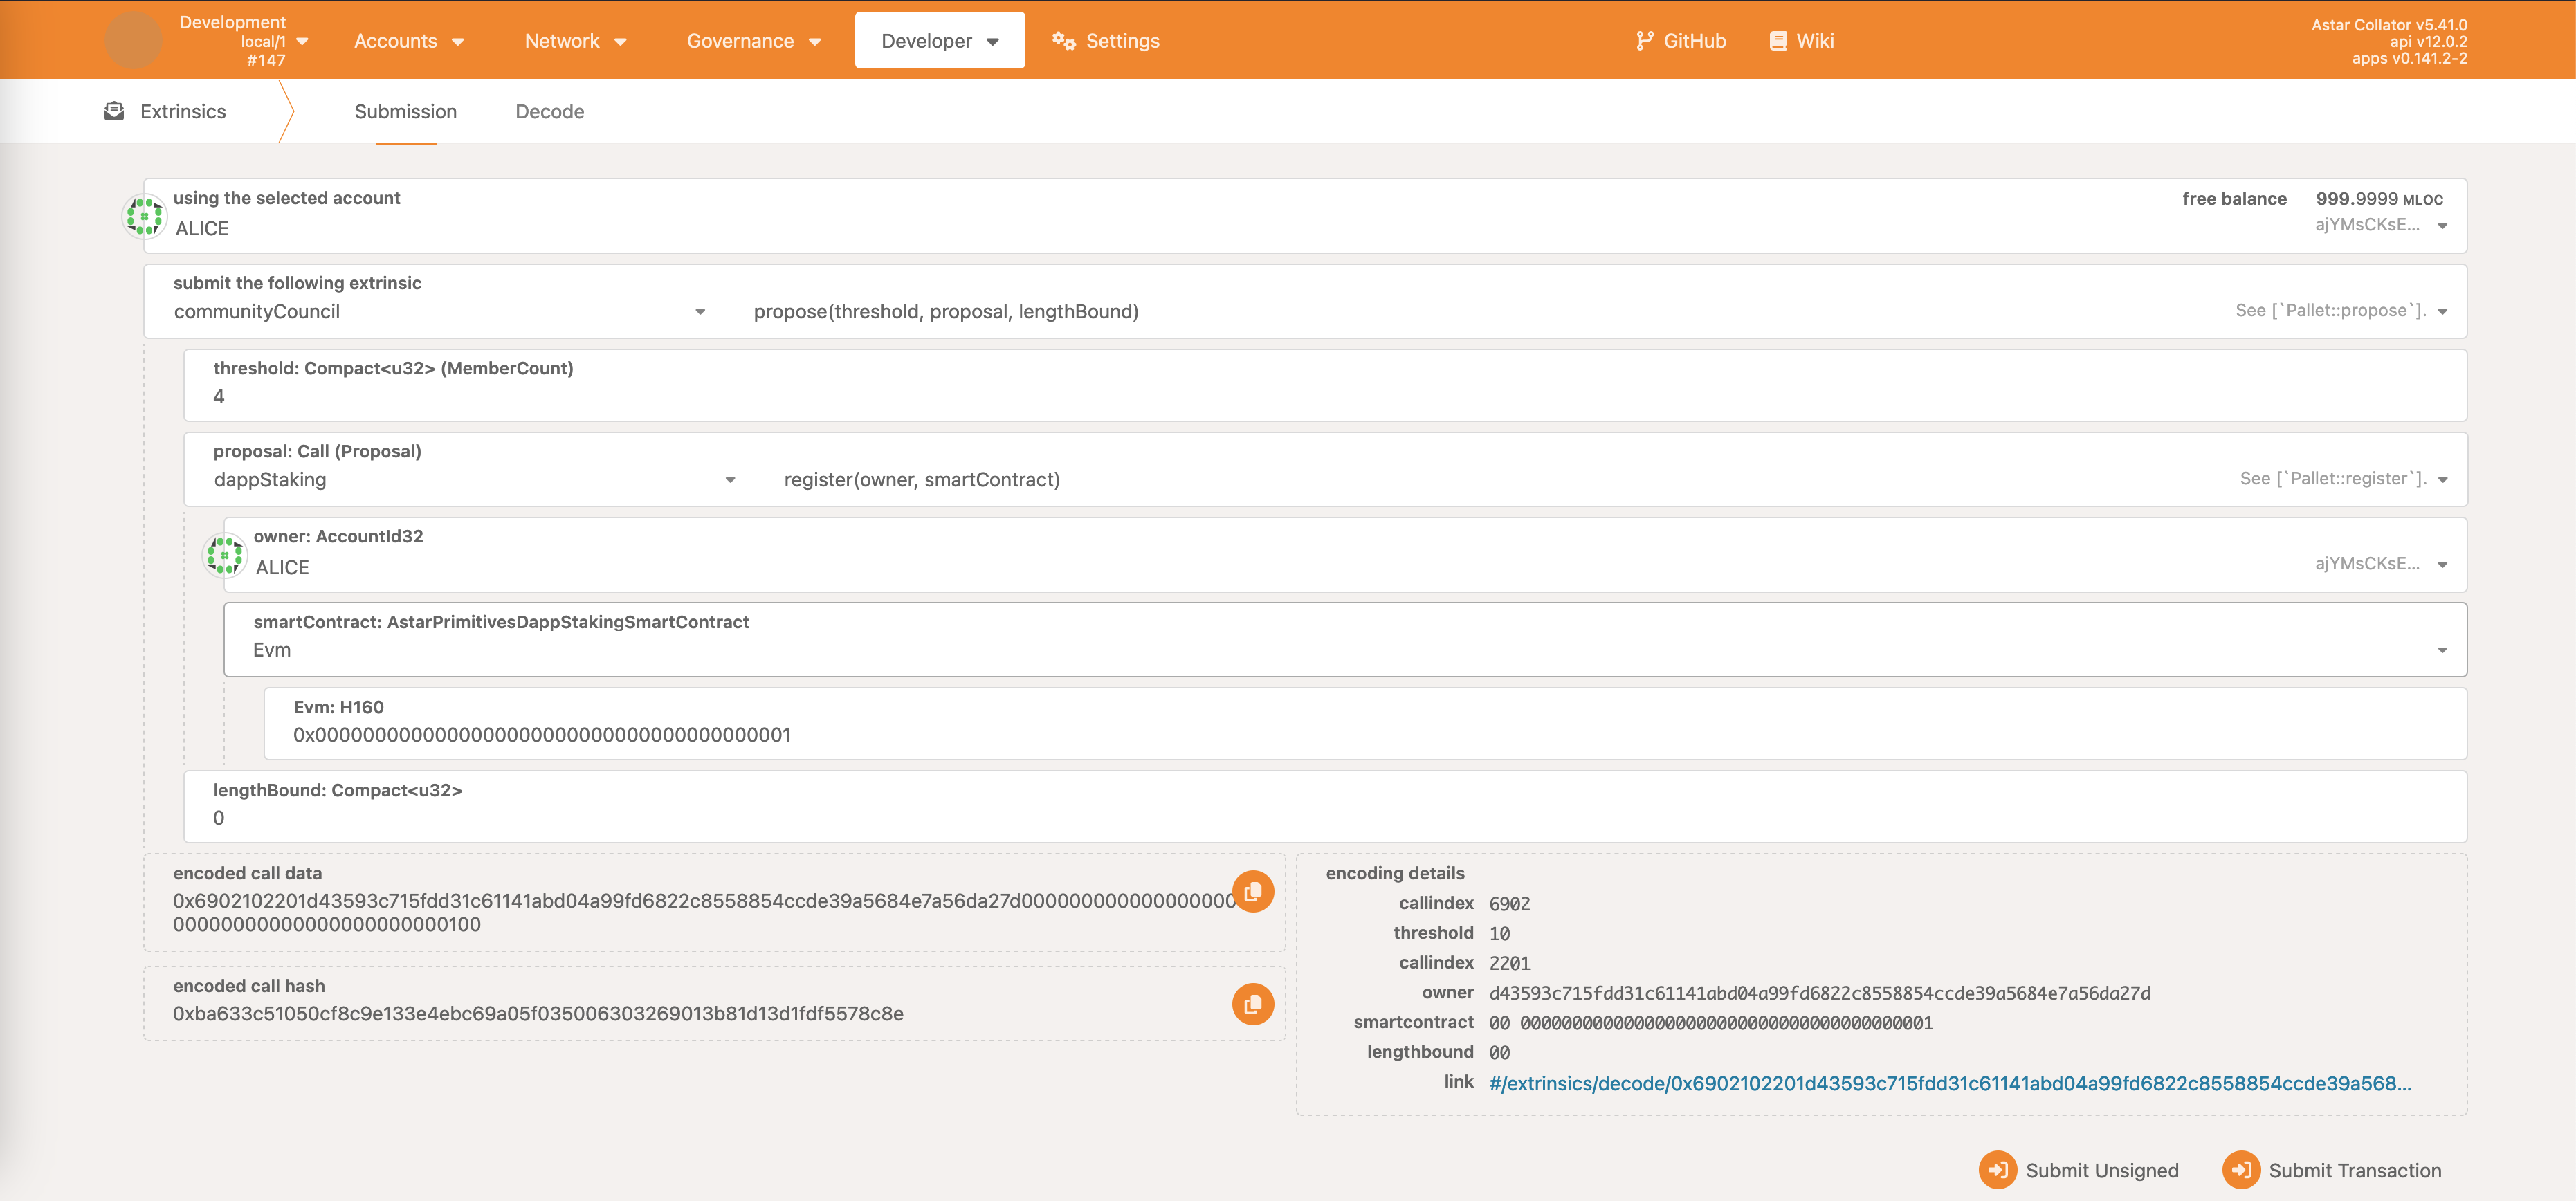 Development
local/1
#147
Accounts
Network
Governance
Developer
Settings
GitHub
Wiki
Astar Collator v5.41.0
api v12.0.2
apps v0.141.2-2
Extrinsics
Submission
Decode
using the selected account
ALICE
free balance 999.9999 MLOC
ajYMsCKsE...
submit the following extrinsic
communityCouncil
propose(threshold, proposal, lengthBound)
See [`Pallet::propose`].
threshold: Compact<u32> (MemberCount)
4
proposal: Call (Proposal)
dappStaking
register(owner, smartContract)
See [`Pallet::register`].
owner: AccountId32
ALICE
ajYMsCKsE...
smartContract: AstarPrimitivesDappStakingSmartContract
Evm
Evm: H160
0x0000000000000000000000000000000000000001
lengthBound: Compact<u32>
0
encoded call data
0x6902102201d43593c715fdd31c61141abd04a99fd6822c8558854ccde39a5684e7a56da27d000000000000000000
00000000000000000000000100
encoded call hash
0xba633c51050cf8c9e133e4ebc69a05f035006303269013b81d13d1fdf5578c8e
encoding details
callindex 6902
threshold 10
callindex 2201
owner d43593c715fdd31c61141abd04a99fd6822c8558854ccde39a5684e7a56da27d
smartcontract 00 0000000000000000000000000000000000000001
lengthbound 00
link #/extrinsics/decode/0x6902102201d43593c715fdd31c61141abd04a99fd6822c8558854ccde39a568...
Submit Unsigned
Submit Transaction